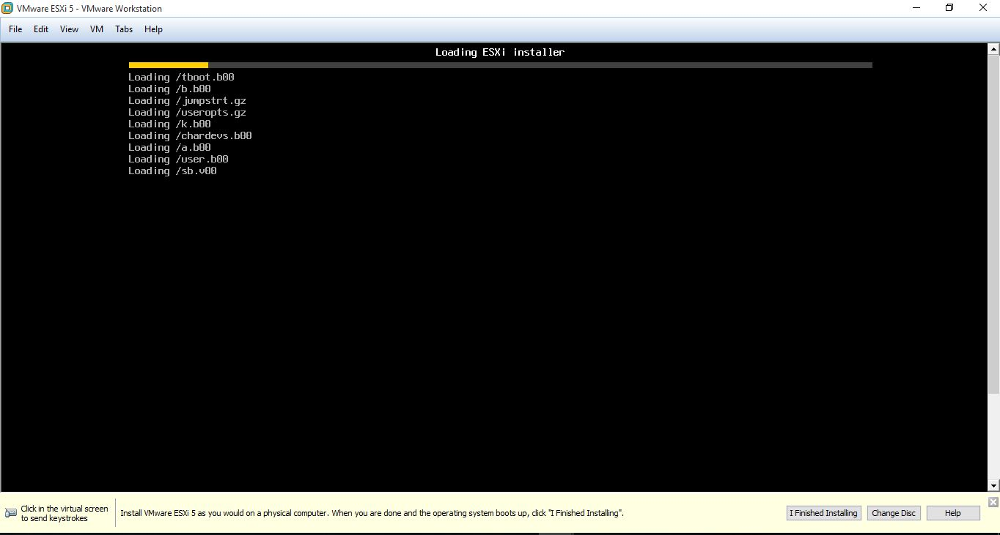 VMware ESXi 5 - VMware Workstation
File Edit View VM Tabs Help
Loading ESXi installer
Loading /tboot.b00
Loading /b.b00
Loading /jumpstrt.gz
Loading /useropts.gz
Loading /k.b00
Loading /chardevs.b00
Loading /a.b00
Loading /user.b00
Loading /sb.v00
Click in the virtual screen
to send keystrokes
Install VMware ESXi 5 as you would on a physical computer. When you are done and the operating system boots up, click "I Finished Installing".
I Finished Installing Change Disc Help